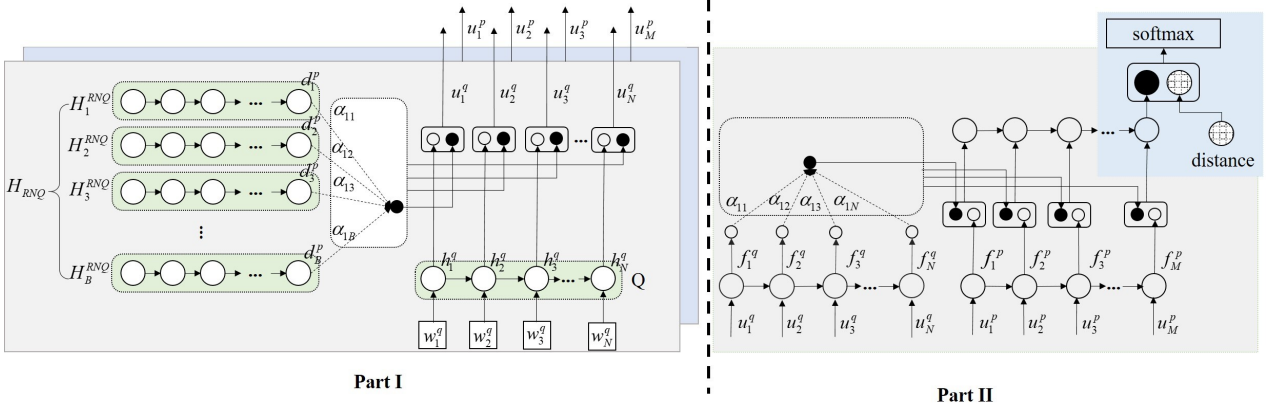 u_1^p u_2^p u_3^p u_M^p
u_1^q u_2^q u_3^q u_N^q
H_RNQ
H_1^RNQ d_1^p
H_2^RNQ d_2^p
H_3^RNQ d_3^p
⋮
H_B^RNQ d_B^p
... ... ... ...
α_11
α_12
α_13
α_1B
...
h_1^q h_2^q h_3^q ... h_N^q Q
w_1^q w_2^q w_3^q w_N^q
Part I
softmax
distance
...
α_11 α_12 α_13 α_1N
f_1^q f_2^q f_3^q f_N^q
...
u_1^q u_2^q u_3^q u_N^q
f_1^p f_2^p f_3^p f_M^p
...
u_1^p u_2^p u_3^p u_M^p
Part II